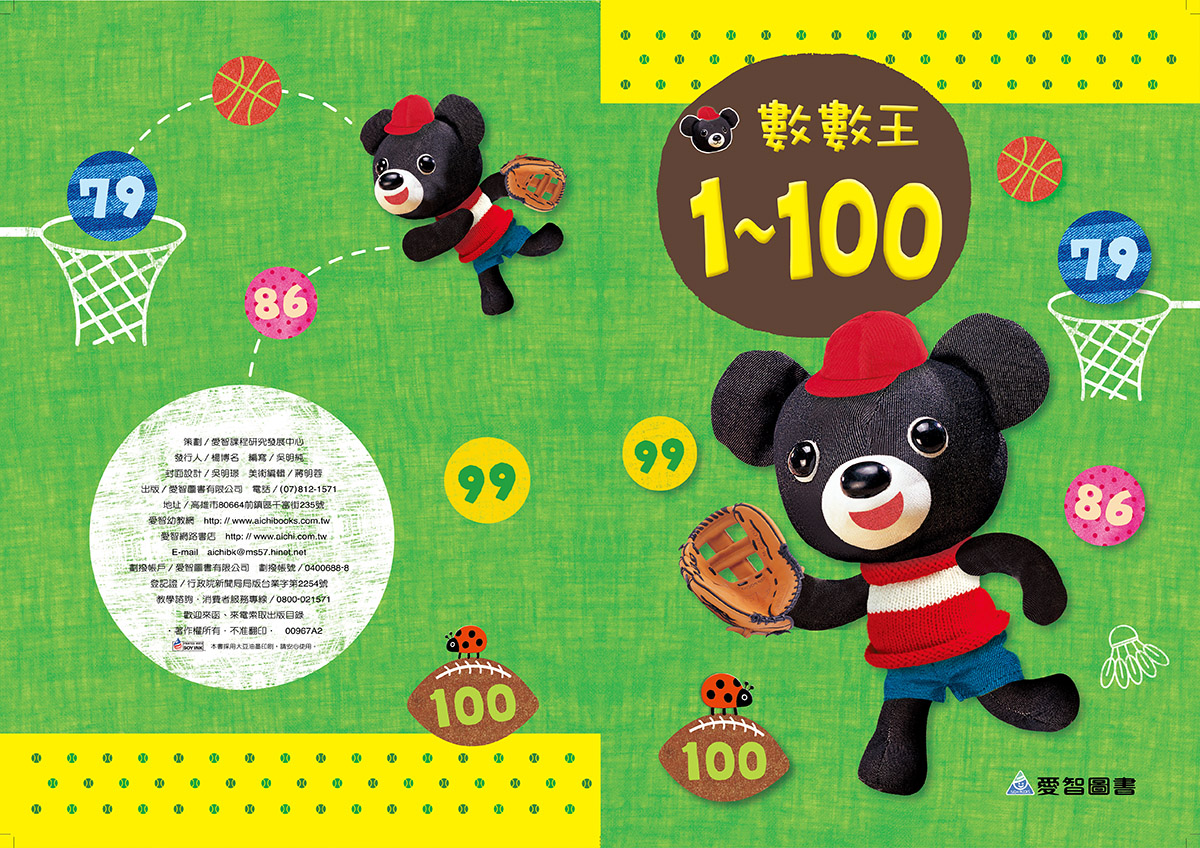 79
86
99
策劃／愛智課程研究發展中心
發行人／楊博名　編寫／吳明純
封面設計／吳明璟　美術編輯／蔣明蓉
出版／愛智圖書有限公司　電話／(07)812-1571
地址／高雄市80664前鎮區千富街235號
愛智幼教網　http: // www.aichibooks.com.tw
愛智網路書店　http: // www.aichi.com.tw
E-mail　aichibk@ms57.hinet.net
劃撥帳戶／愛智圖書有限公司　劃撥帳號／0400688-8
登記證／行政院新聞局局版台業字第2254號
教學諮詢、消費者服務專線／0800-021571
歡迎來函、來電索取出版目錄
．著作權所有．不准翻印．　00967A2
SOY INK 本書採用大豆油墨印刷，請安心使用。
100
數數王
1~100
79
99
86
100
愛智圖書